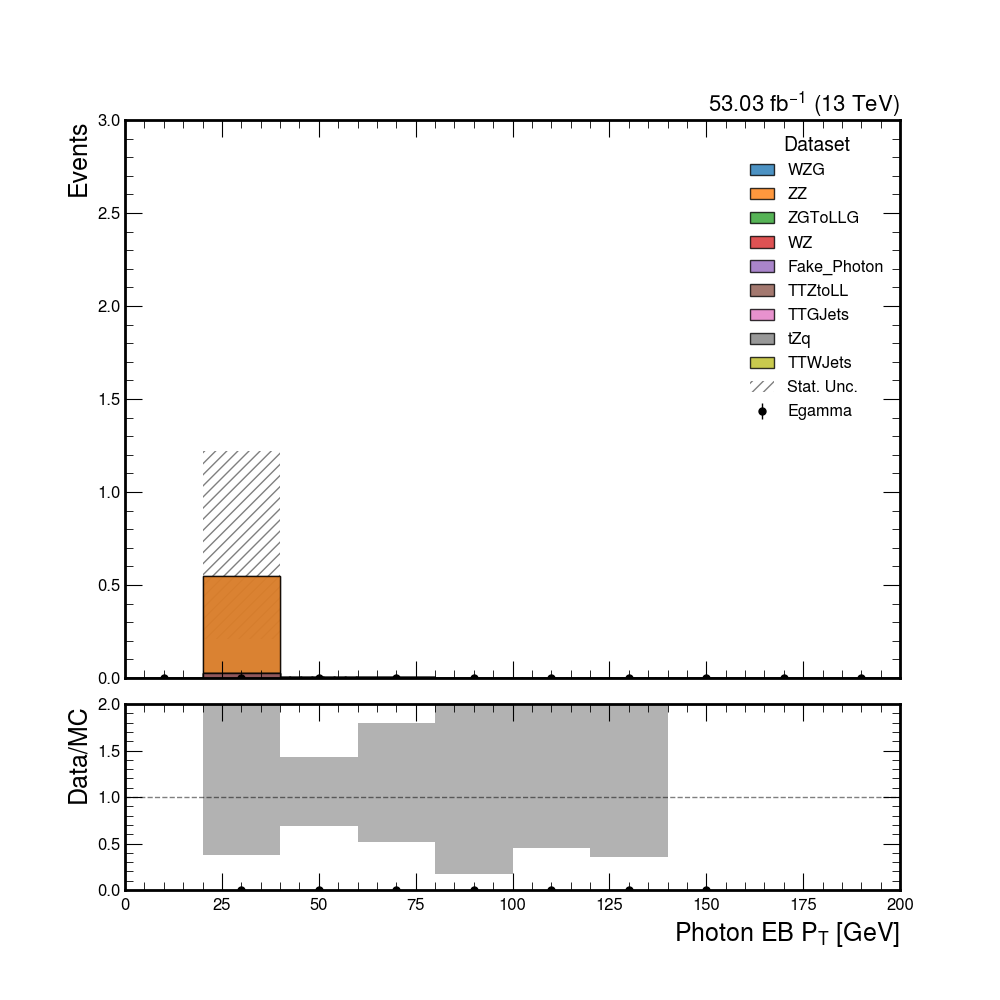 53.03 fb⁻¹ (13 TeV)
Events
3.0
2.5
2.0
1.5
1.0
0.5
0.0
Dataset
WZG
ZZ
ZGToLLG
WZ
Fake_Photon
TTZtoLL
TTGJets
tZq
TTWJets
Stat. Unc.
Egamma
Data/MC
2.0
1.5
1.0
0.5
0.0
0 25 50 75 100 125 150 175 200
Photon EB P_T [GeV]